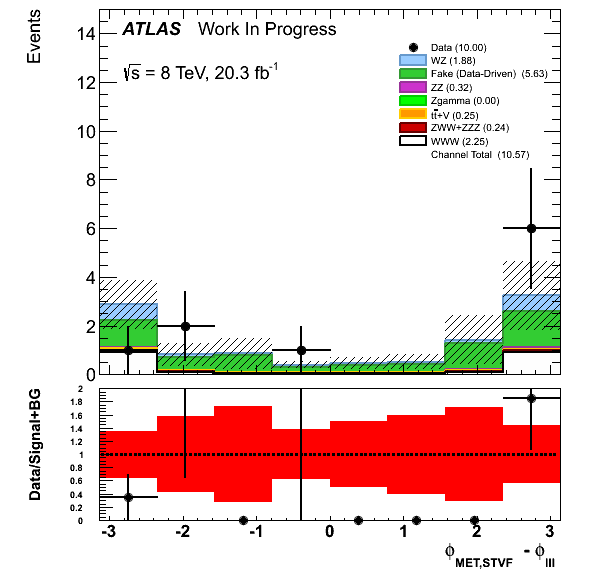 Events
14
12
10
8
6
4
2
0
ATLAS Work In Progress
√s = 8 TeV, 20.3 fb⁻¹
Data (10.00)
WZ (1.88)
Fake (Data-Driven) (5.63)
ZZ (0.32)
Zgamma (0.00)
tt̄+V (0.25)
ZWW+ZZZ (0.24)
WWW (2.25)
Channel Total (10.57)
Data/Signal+BG
2
1.8
1.6
1.4
1.2
1
0.8
0.6
0.4
0.2
0
-3 -2 -1 0 1 2 3
ϕMET,STVF - ϕlll